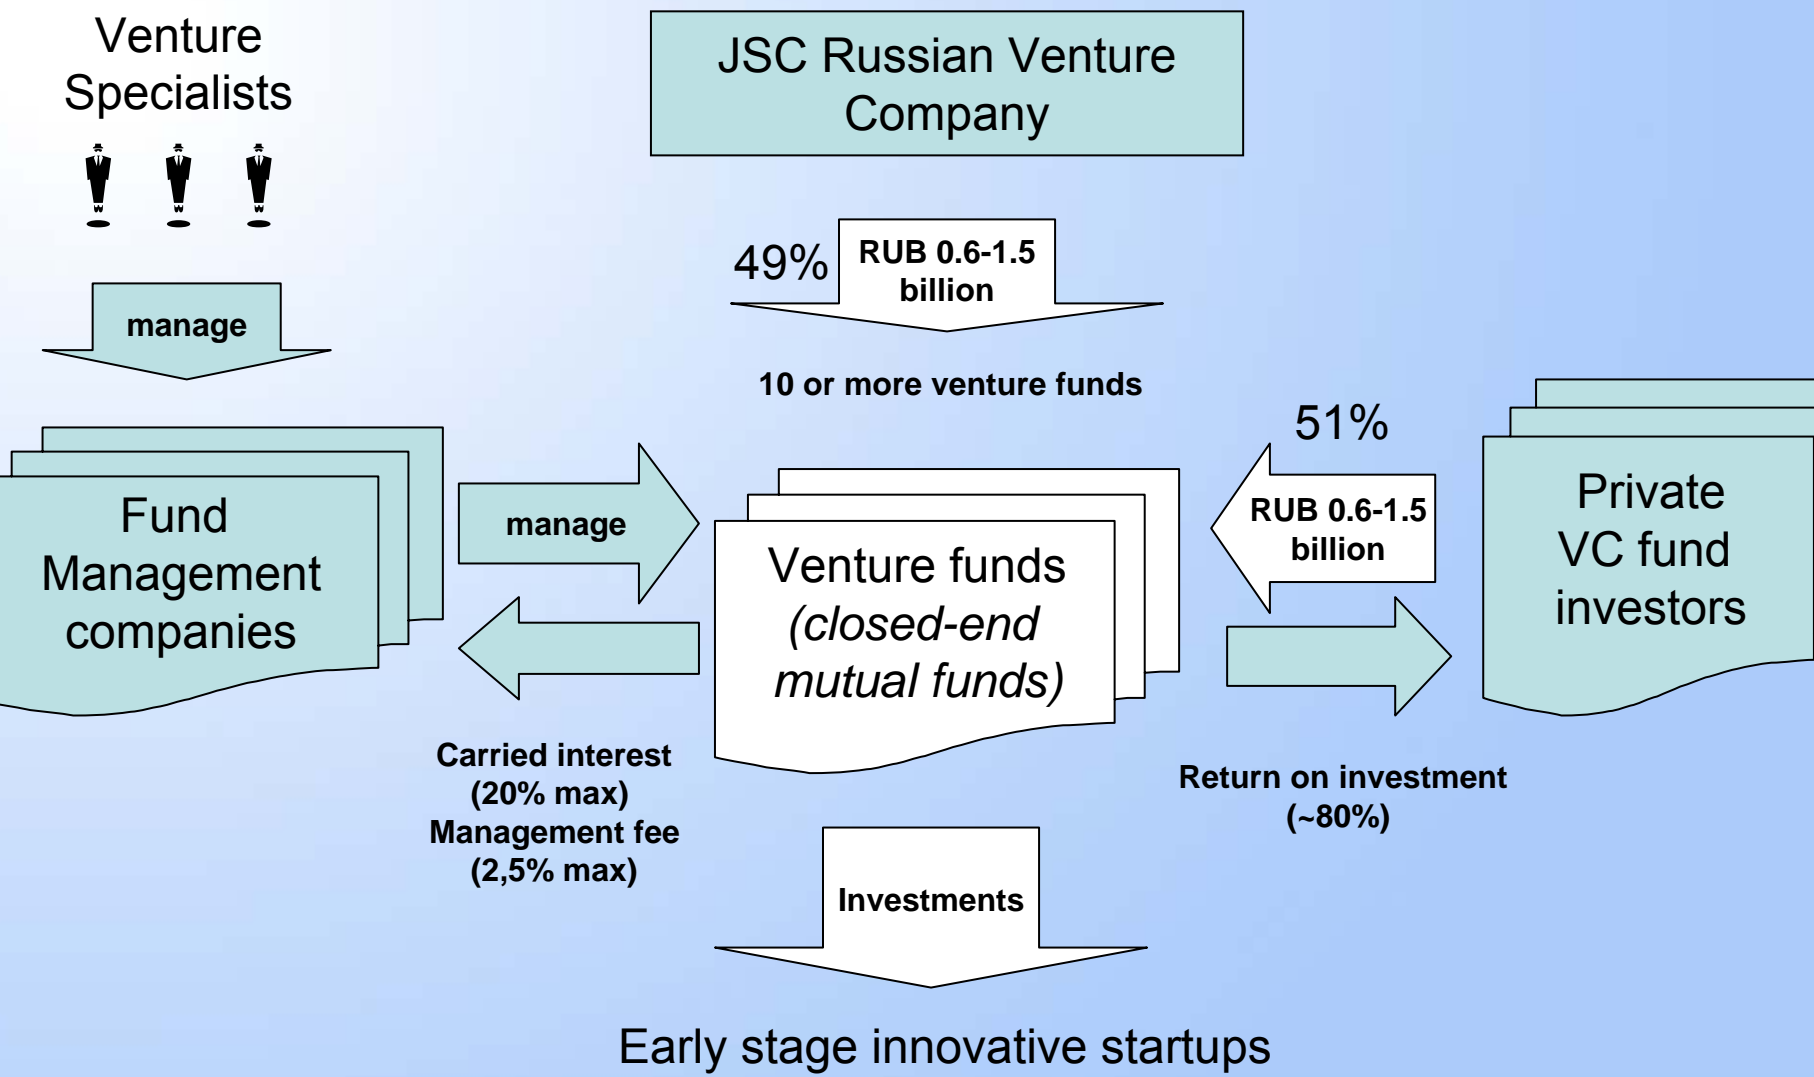 Venture
Specialists
JSC Russian Venture
Company
49%
RUB 0.6-1.5
billion
manage
10 or more venture funds
51%
Fund
Management
companies
manage
Venture funds
(closed-end
mutual funds)
RUB 0.6-1.5
billion
Private
VC fund
investors
Carried interest
(20% max)
Management fee
(2,5% max)
Return on investment
(~80%)
Investments
Early stage innovative startups